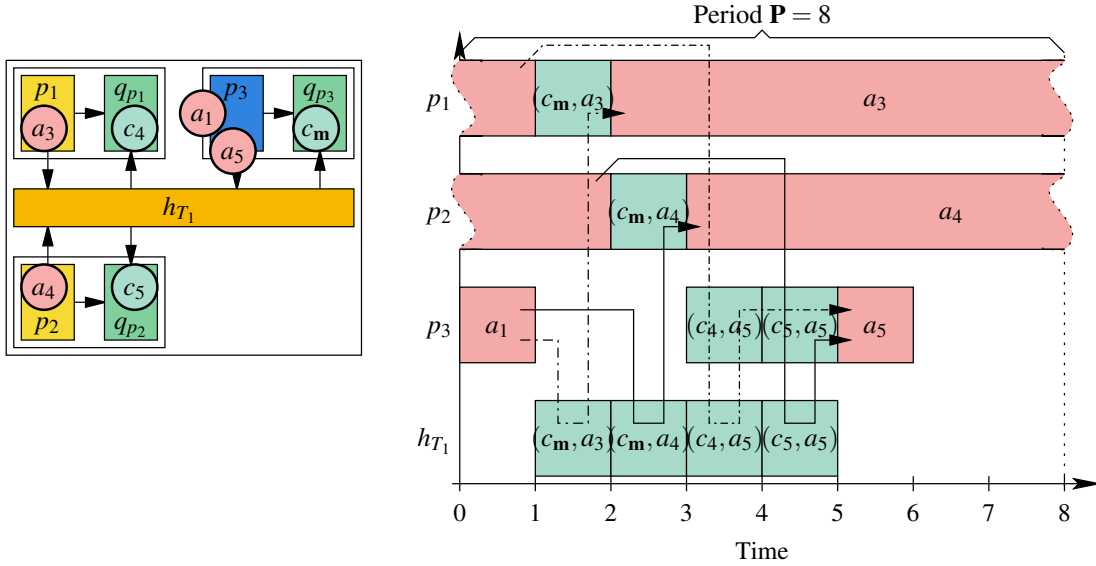 Period P = 8
p1 qp1 p3 qp3
a3 c4 a1 cm
a5
hT1
a4 c5
p2 qp2
p1 (cm, a3) a3
p2 (cm, a4) a4
p3 a1 (c4, a5) (c5, a5) a5
hT1 (cm, a3) (cm, a4) (c4, a5) (c5, a5)
0 1 2 3 4 5 6 7 8
Time